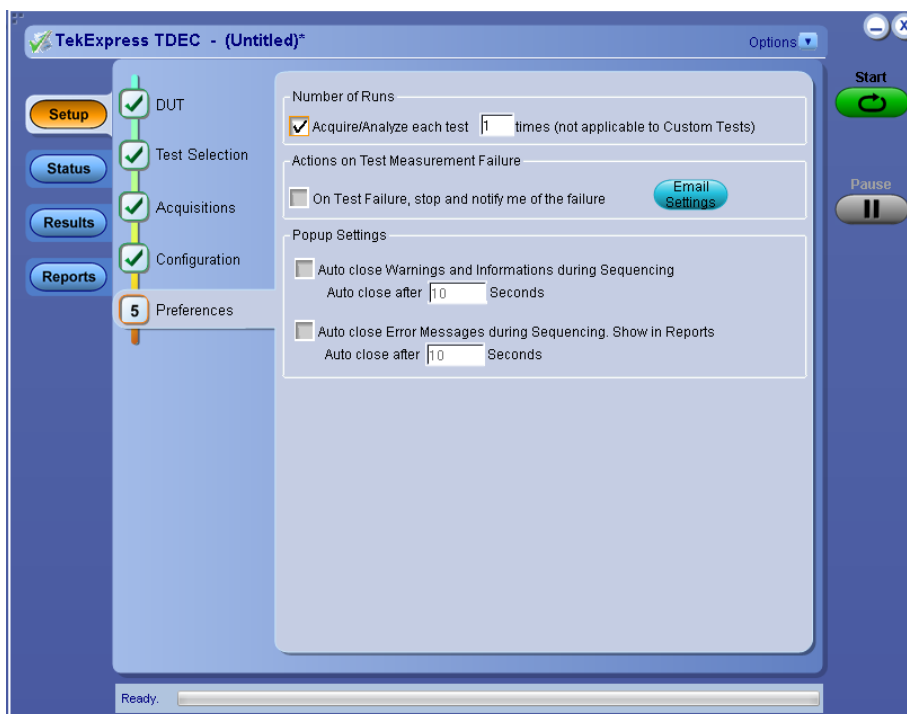 TekExpress TDEC - (Untitled)*
Options
Start
Pause
Setup
Status
Results
Reports
DUT
Test Selection
Acquisitions
Configuration
5 Preferences
Number of Runs
Acquire/Analyze each test 1 times (not applicable to Custom Tests)
Actions on Test Measurement Failure
On Test Failure, stop and notify me of the failure
Email
Settings
Popup Settings
Auto close Warnings and Informations during Sequencing
Auto close after 10 Seconds
Auto close Error Messages during Sequencing. Show in Reports
Auto close after 10 Seconds
Ready.